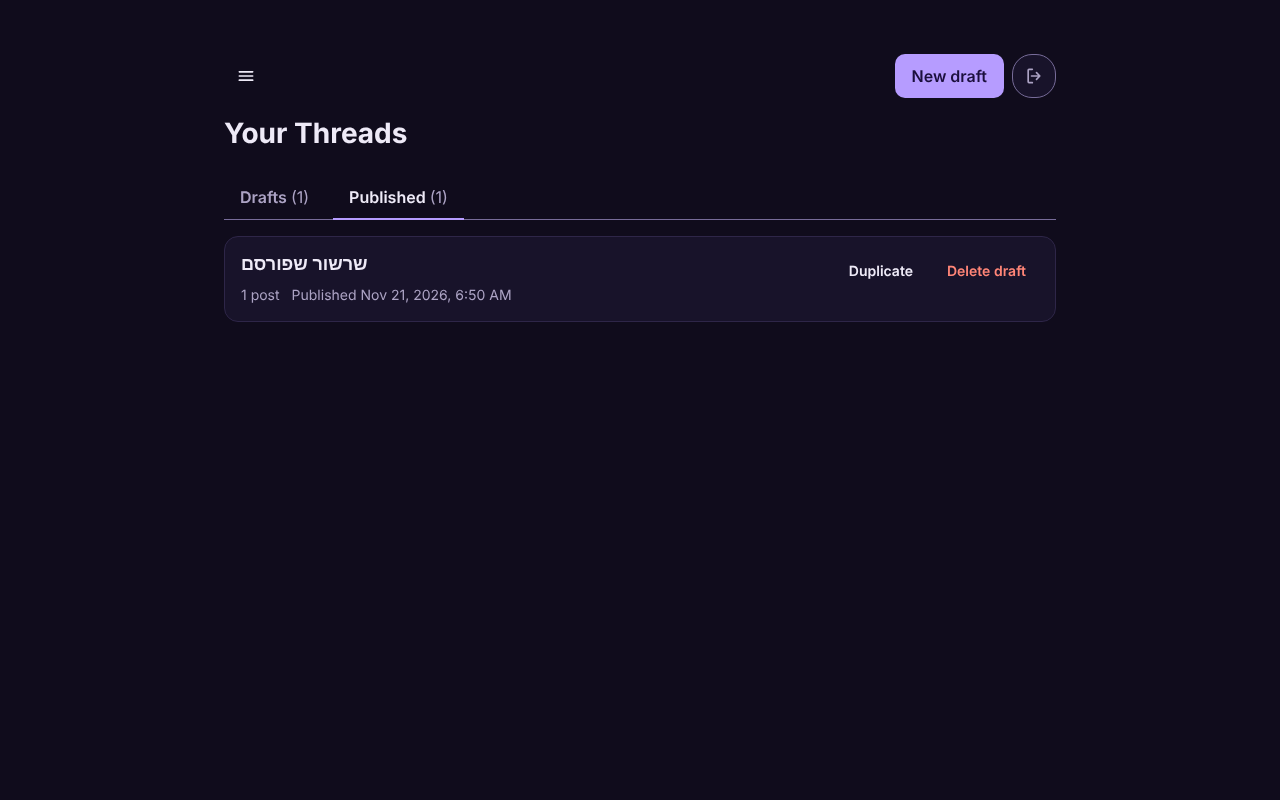 New draft
Your Threads
Drafts (1) Published (1)
שרשור שפורסם
1 post Published Nov 21, 2026, 6:50 AM
Duplicate Delete draft